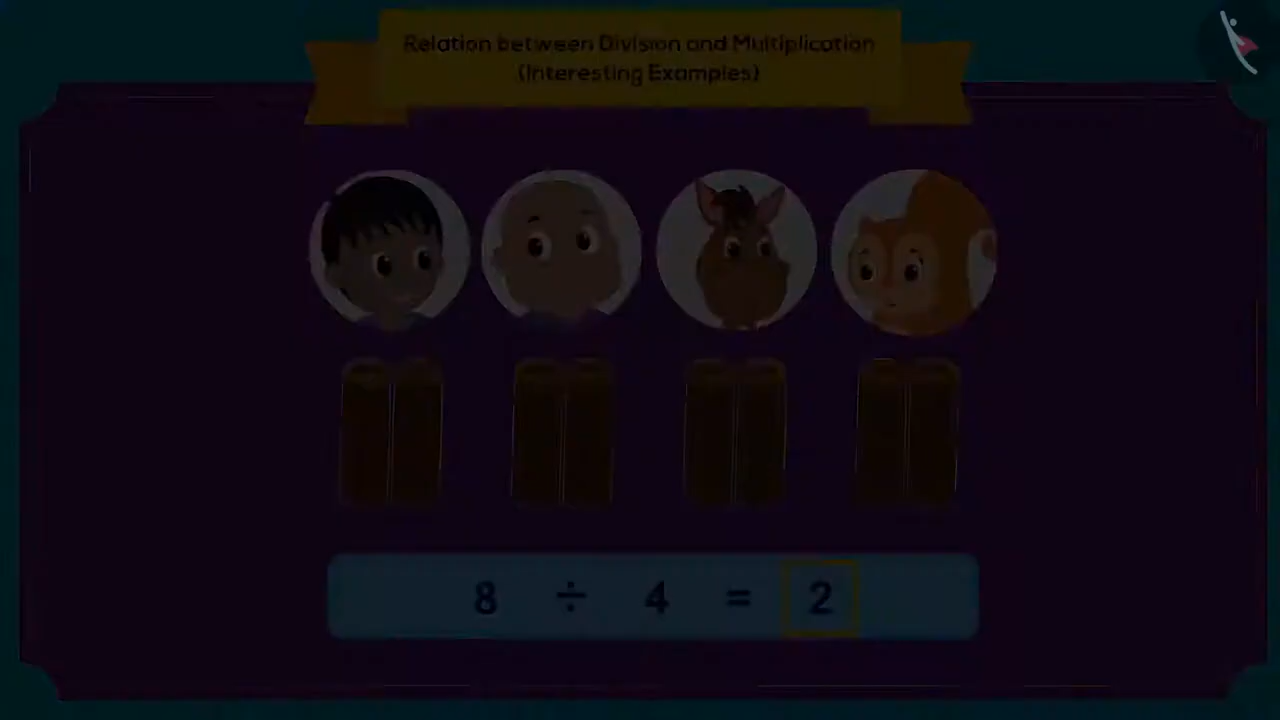 Relation between Division and Multiplication
(Interesting Examples)
8 ÷ 4 = 2